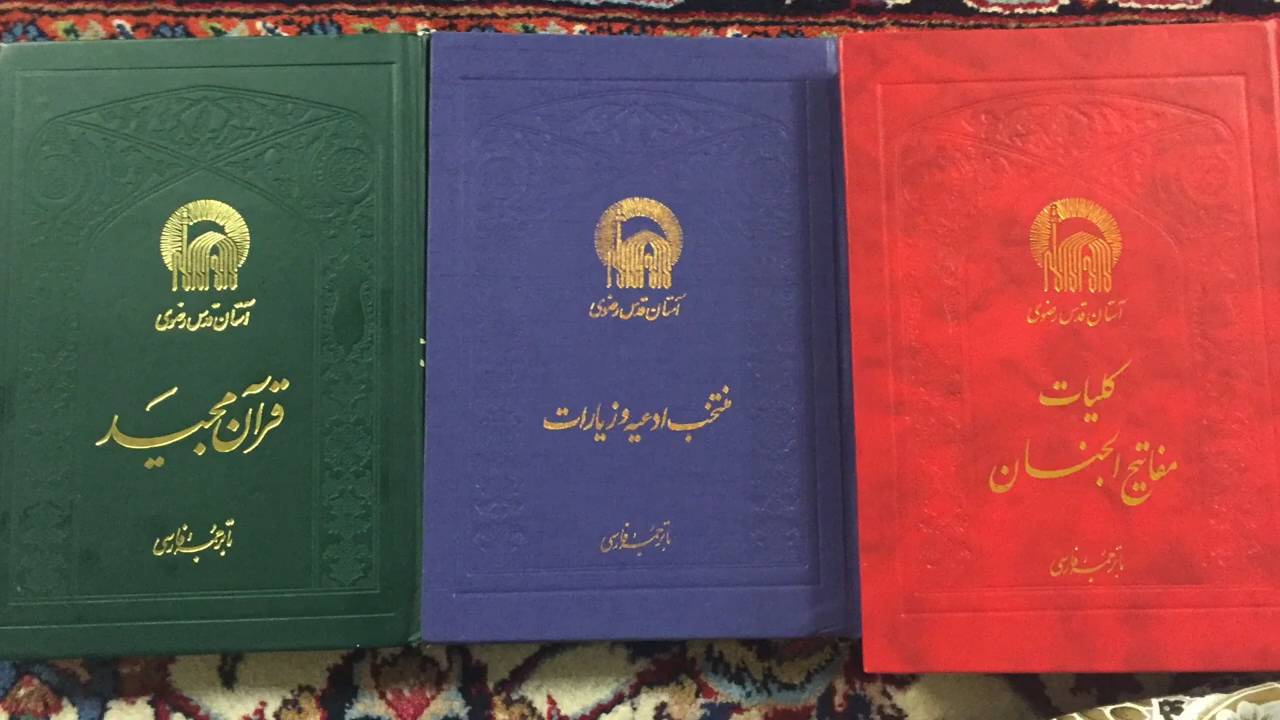 آستان قدس رضوی
کلیات
مفاتیح الجنان
با ترجمه فارسی
آستان قدس رضوی
منتخب ادعیه و زیارات
با ترجمه فارسی
آستان قدس رضوی
قرآن مجید
با ترجمه فارسی